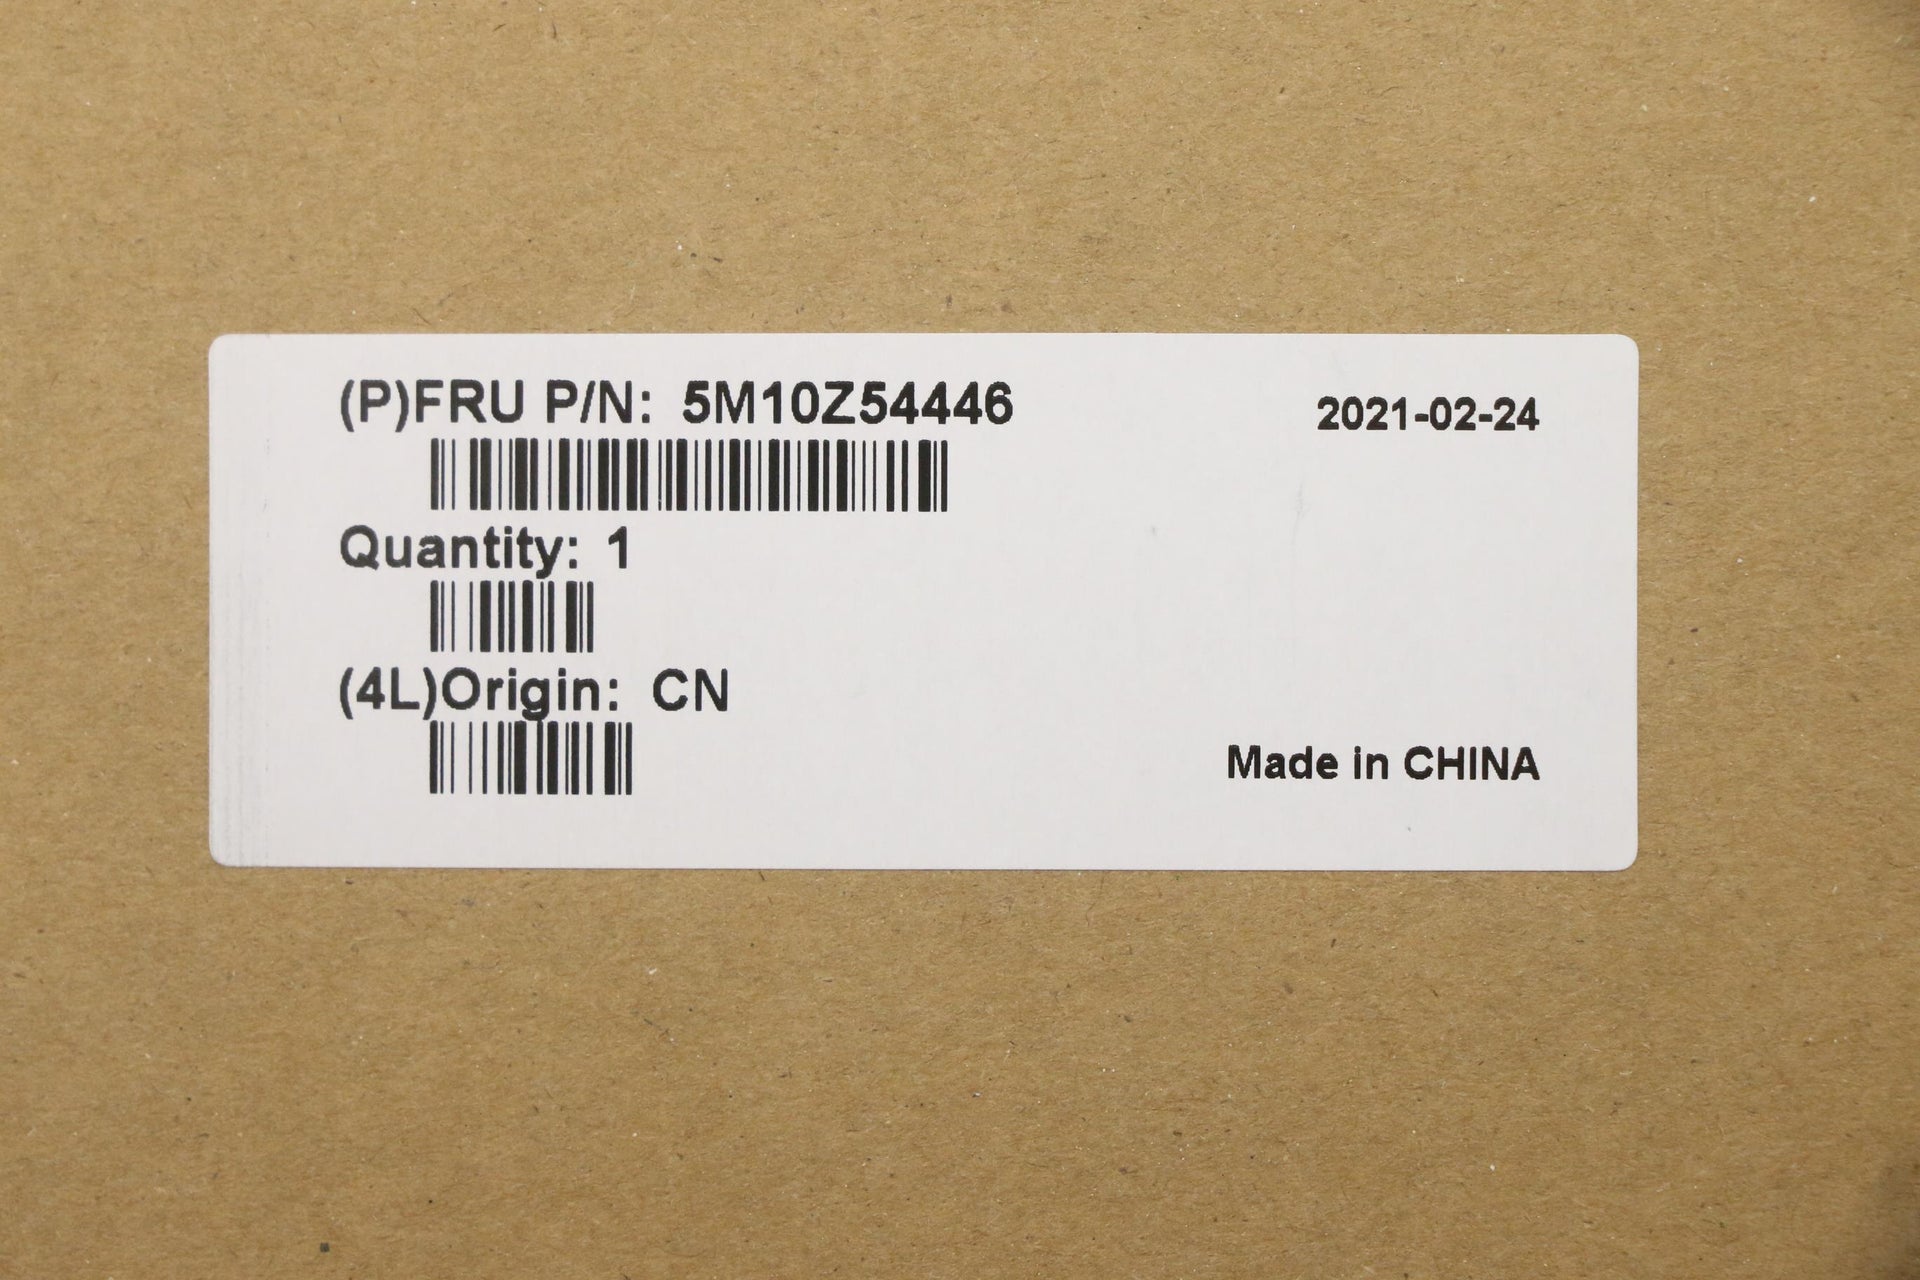 (P)FRU P/N: 5M10Z54446
2021-02-24
Quantity: 1
(4L)Origin: CN
Made in CHINA